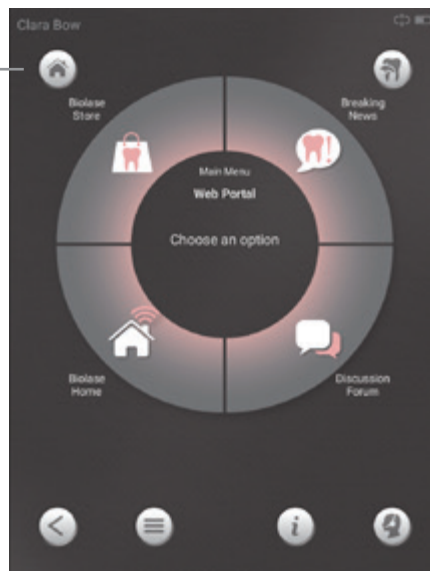 Clara Bow
Biolase
Store
Breaking
News
Main Menu
Web Portal
Choose an option
Biolase
Home
Discussion
Forum
i